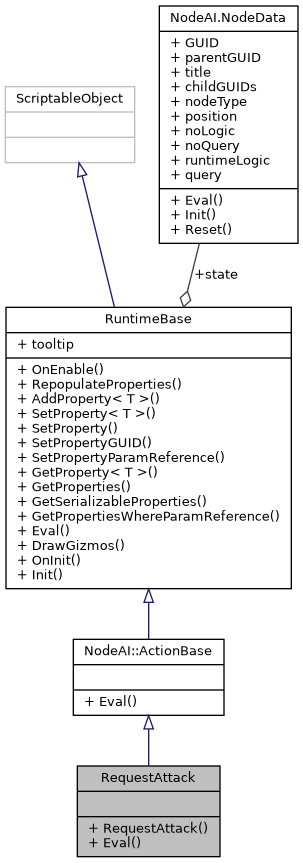 NodeAI.NodeData
+ GUID
+ parentGUID
+ title
+ childGUIDs
+ nodeType
+ position
+ noLogic
+ noQuery
+ runtimeLogic
+ query
+ Eval()
+ Init()
+ Reset()
ScriptableObject
+state
RuntimeBase
+ tooltip
+ OnEnable()
+ RepopulateProperties()
+ AddProperty< T >()
+ SetProperty< T >()
+ SetProperty()
+ SetPropertyGUID()
+ SetPropertyParamReference()
+ GetProperty< T >()
+ GetProperties()
+ GetSerializableProperties()
+ GetPropertiesWhereParamReference()
+ Eval()
+ DrawGizmos()
+ OnInit()
+ Init()
NodeAI::ActionBase
+ Eval()
RequestAttack
+ RequestAttack()
+ Eval()